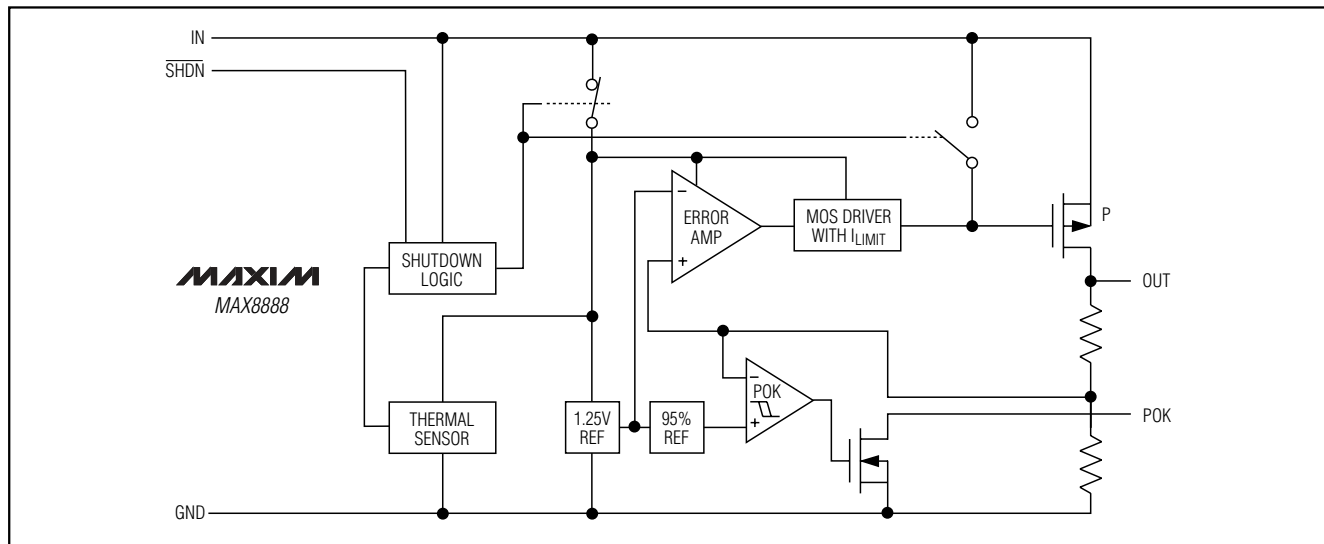 IN
SHDN
−
ERROR
AMP
+
MOS DRIVER
WITH ILIMIT
P
SHUTDOWN
LOGIC
MAXIM
MAX8888
OUT
−
POK
+
THERMAL
SENSOR
1.25V
REF
95%
REF
POK
GND